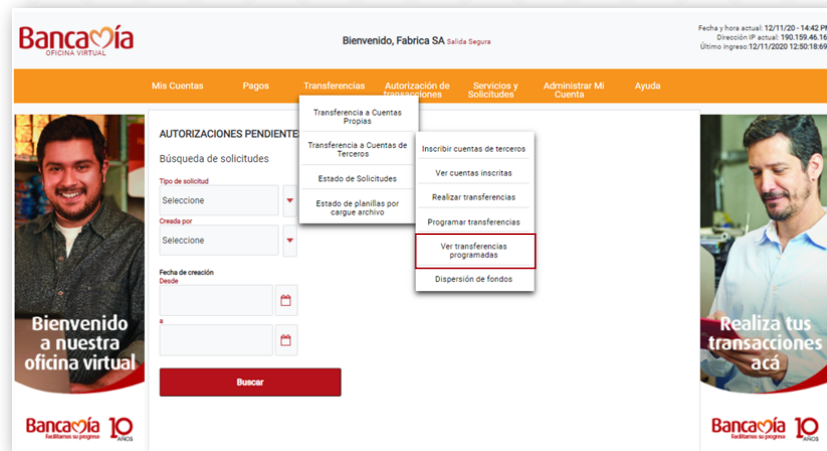 Bancamía
OFICINA VIRTUAL
Bienvenido, Fabrica SA Salida Segura
Fecha y hora actual: 12/11/20 - 14:42 PM
Dirección IP actual: 190.159.46.16
Último ingreso: 12/11/2020 12:50:18:69
Mis Cuentas
Pagos
Transferencias
Autorización de
transacciones
Servicios y
Solicitudes
Administrar Mi
Cuenta
Ayuda
Transferencia a Cuentas
Propias
Transferencia a Cuentas de
Terceros
Estado de Solicitudes
Estado de planillas por
cargue archivo
Inscribir cuentas de terceros
Ver cuentas inscritas
Realizar transferencias
Programar transferencias
Ver transferencias
programadas
Dispersión de fondos
AUTORIZACIONES PENDIENTE
Búsqueda de solicitudes
Tipo de solicitud
Seleccione
Creada por
Seleccione
Fecha de creación
Desde
a
Buscar
Bienvenido
a nuestra
oficina virtual
Bancamía 10
Facilitamos su progreso AÑOS
Realiza tus
transacciones
acá
Bancamía 10
Facilitamos su progreso AÑOS